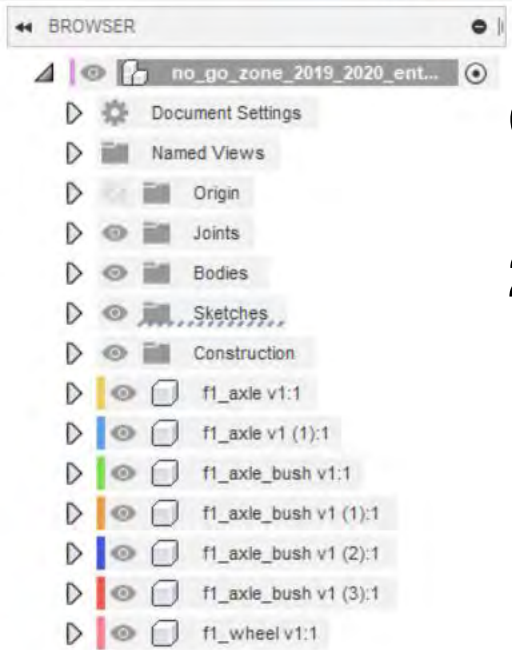 BROWSER
no_go_zone_2019_2020_ent...
Document Settings
Named Views
Origin
Joints
Bodies
Sketches
Construction
f1_axle v1:1
f1_axle v1 (1):1
f1_axle_bush v1:1
f1_axle_bush v1 (1):1
f1_axle_bush v1 (2):1
f1_axle_bush v1 (3):1
f1_wheel v1:1